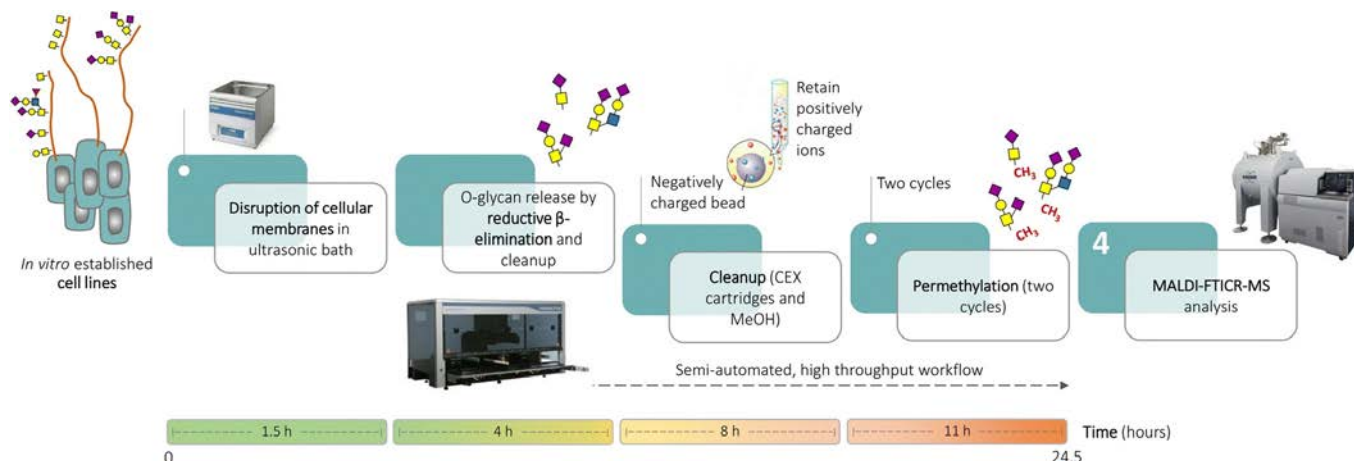 In vitro established
cell lines
Disruption of cellular
membranes in
ultrasonic bath
O-glycan release by
reductive β-
elimination and
cleanup
Negatively
charged bead
Retain
positively
charged
ions
Cleanup (CEX
cartridges and
MeOH)
Two cycles
CH3
CH3
CH3
Permethylation (two
cycles)
4
MALDI-FTICR-MS
analysis
Semi-automated, high throughput workflow
1.5 h
4 h
8 h
11 h
Time (hours)
0
24.5